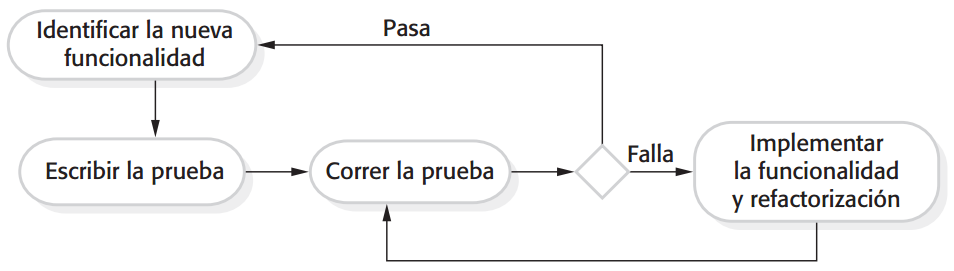 Identificar la nueva
funcionalidad
Pasa
Escribir la prueba
Correr la prueba
Falla
Implementar
la funcionalidad
y refactorización